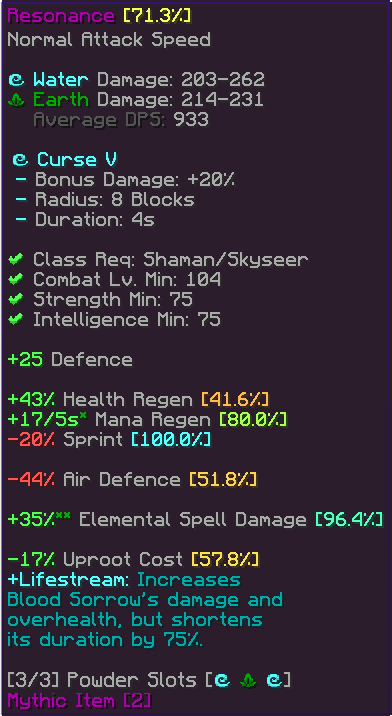 Resonance [71.3%]
Normal Attack Speed
Water Damage: 203-262
Earth Damage: 214-231
Average DPS: 933
Curse V
- Bonus Damage: +20%
- Radius: 8 Blocks
- Duration: 4s
✔ Class Req: Shaman/Skyseer
✔ Combat Lv. Min: 104
✔ Strength Min: 75
✔ Intelligence Min: 75
+25 Defence
+43% Health Regen [41.6%]
+17/5s* Mana Regen [80.0%]
-20% Sprint [100.0%]
-44% Air Defence [51.8%]
+35%** Elemental Spell Damage [96.4%]
-17% Uproot Cost [57.8%]
+Lifestream: Increases
Blood Sorrow's damage and
overhealth, but shortens
its duration by 75%.
[3/3] Powder Slots [ ]
Mythic Item [2]